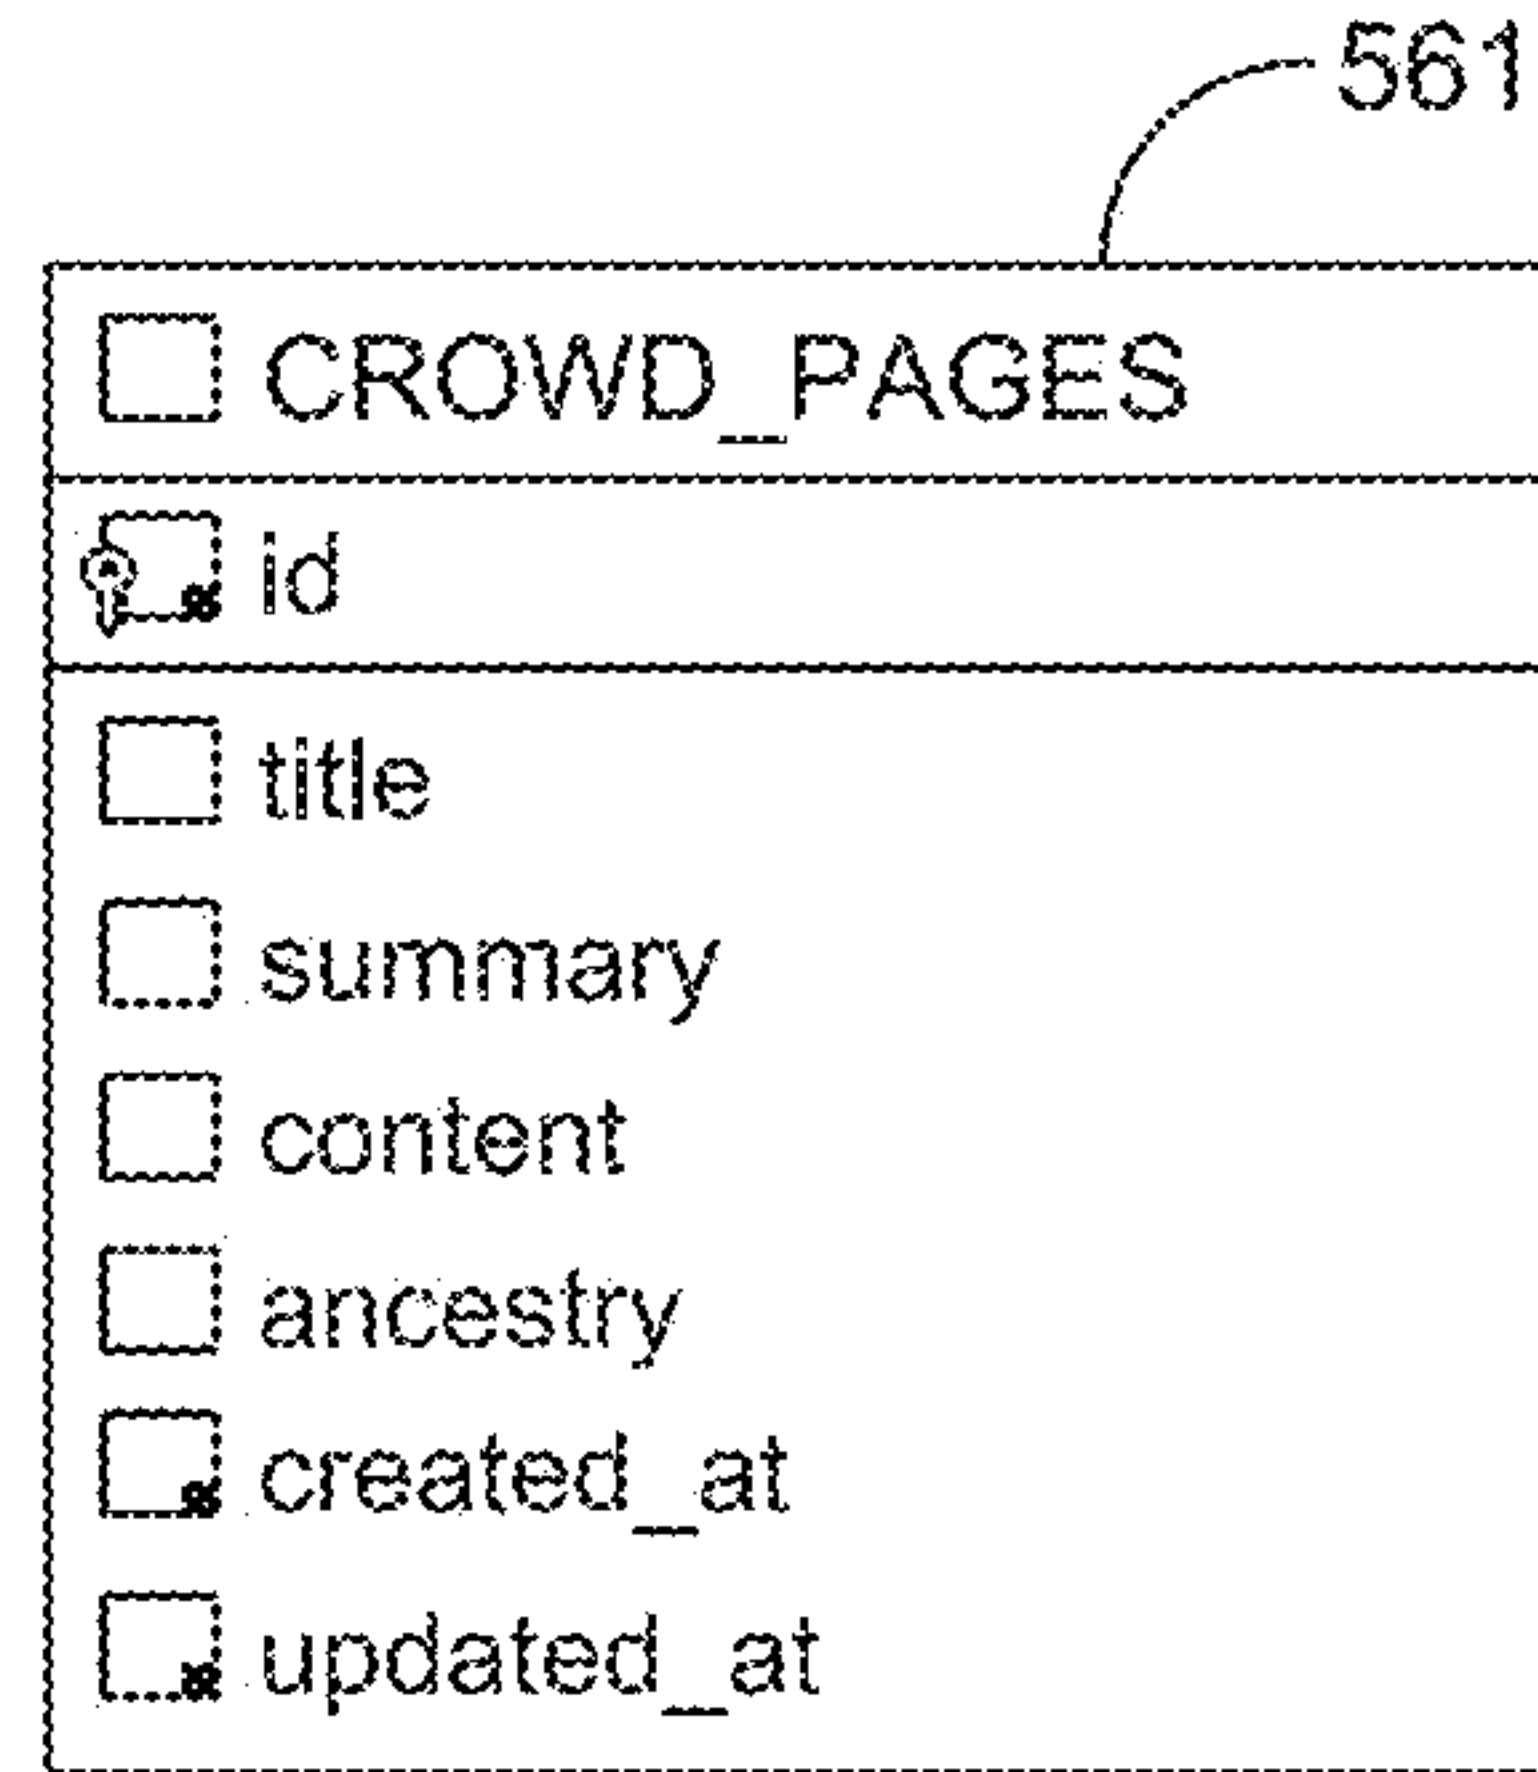 561
CROWD_PAGES
id
title
summary
content
ancestry
created_at
updated_at